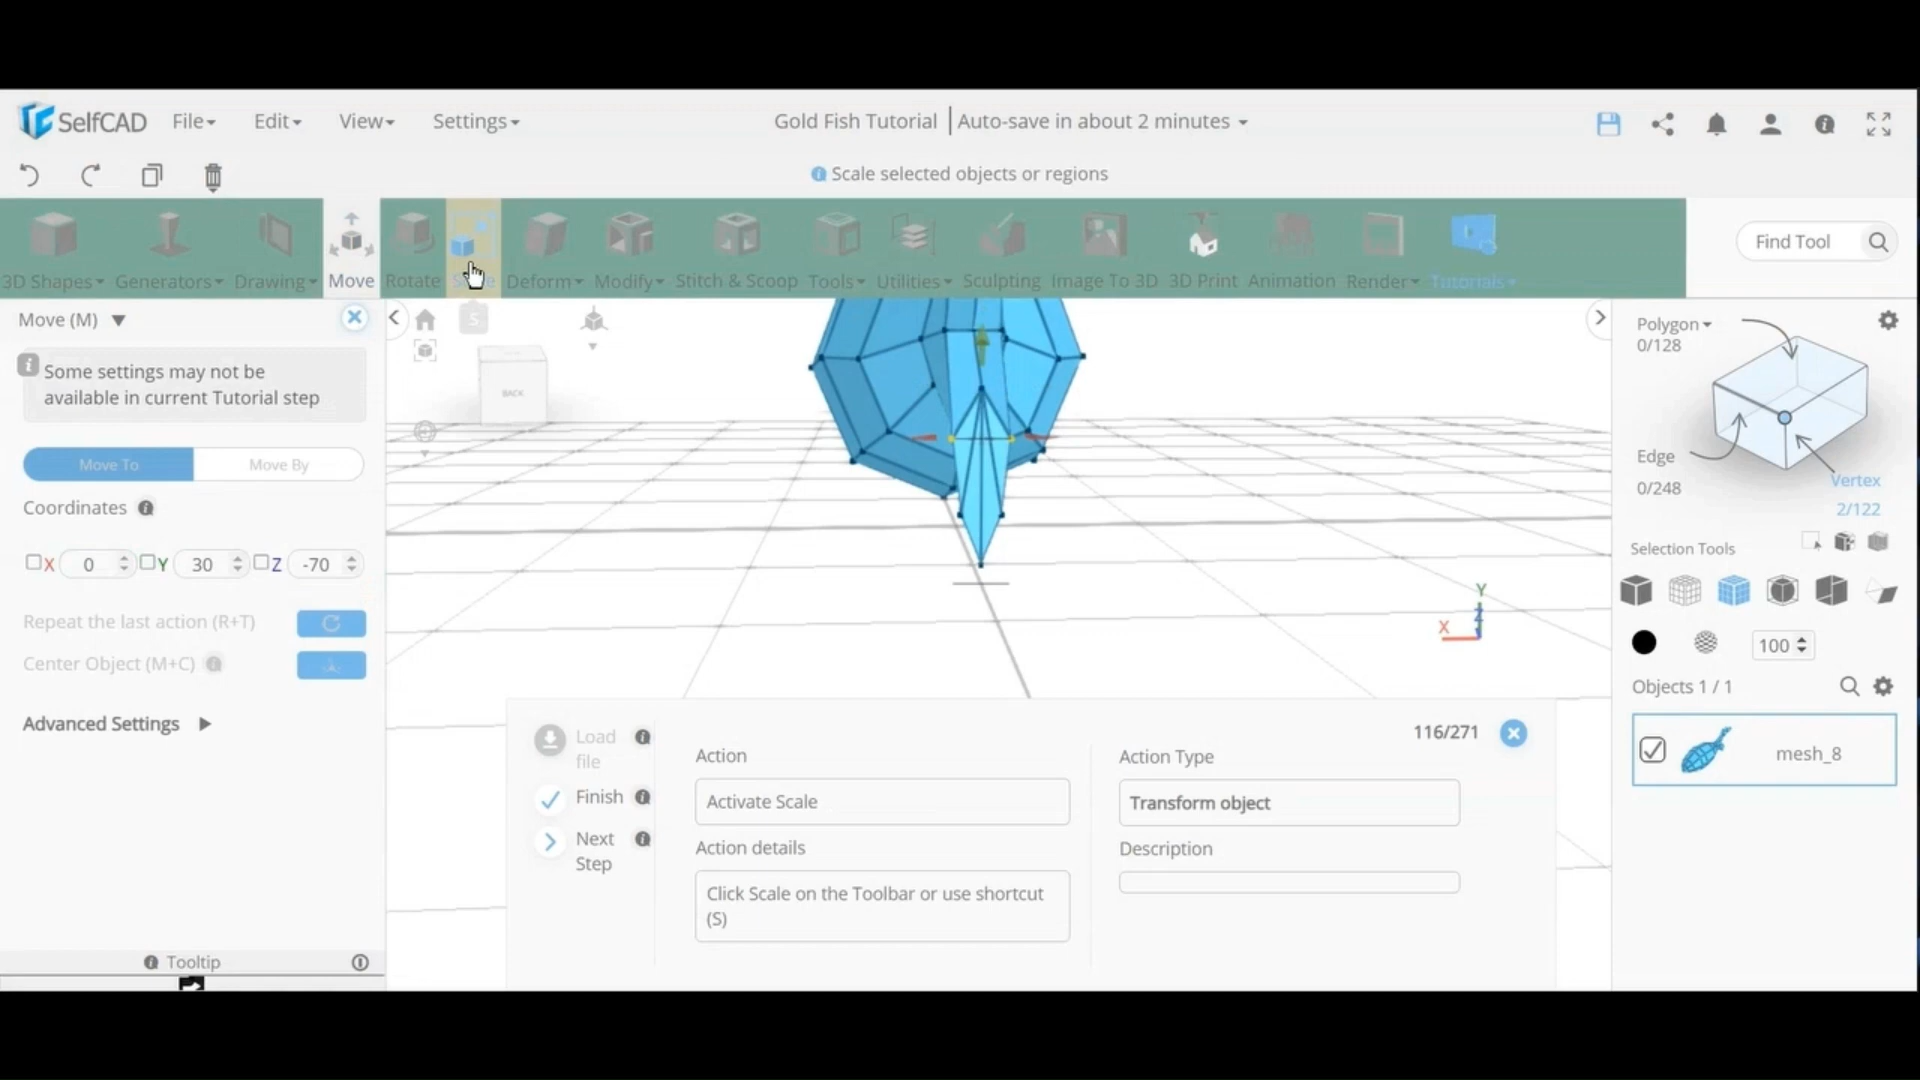 SelfCAD File Edit View Settings Gold Fish Tutorial Auto-save in about 2 minutes
Scale selected objects or regions
3D Shapes Generators Drawing Move Rotate Deform Modify Stitch & Scoop Tools Utilities Sculpting Image To 3D 3D Print Animation Render Tutorials
Find Tool
Move (M)
S
Some settings may not be
available in current Tutorial step
Move To Move By
Coordinates
X 0 Y 30 Z -70
Repeat the last action (R+T)
Center Object (M+C)
Advanced Settings
Tooltip
BACK
Y
Z
X
Load
file
Finish
Next
Step
Action
Activate Scale
Action details
Click Scale on the Toolbar or use shortcut
(S)
116/271
Action Type
Transform object
Description
Polygon
0/128
Edge
0/248
Vertex
2/122
Selection Tools
100
Objects 1 / 1
mesh_8